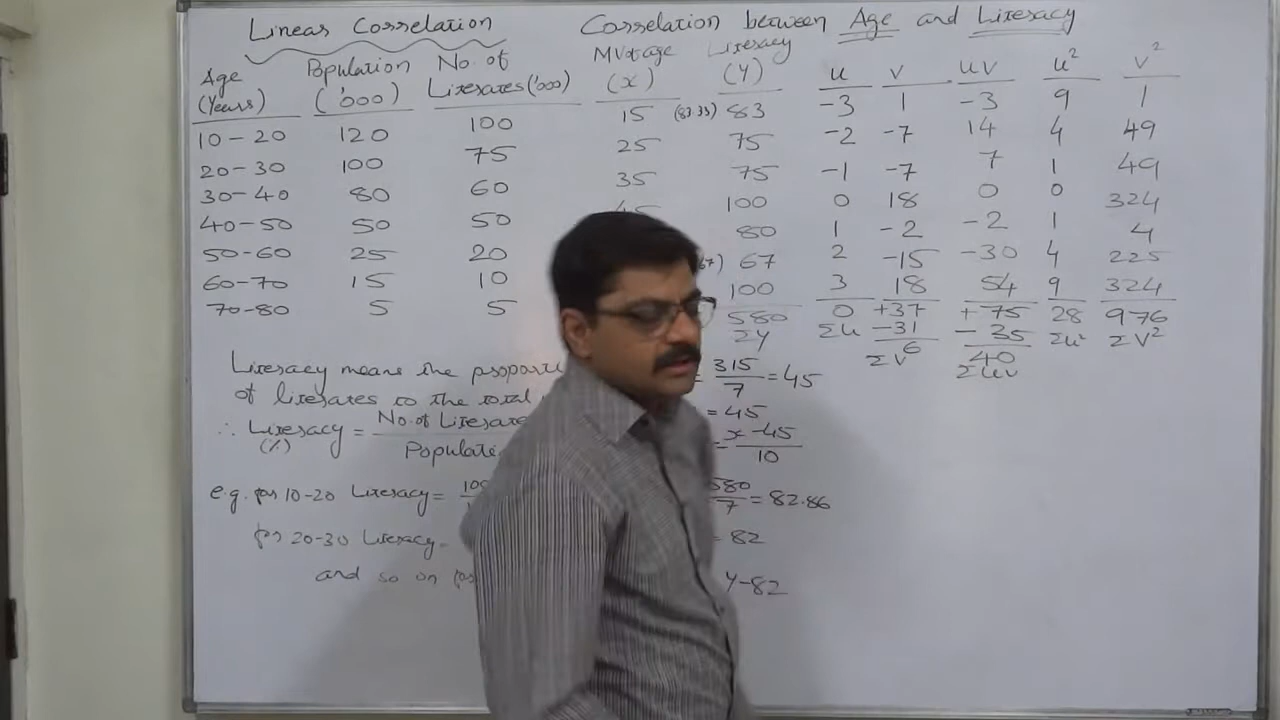 Linear Correlation
Correlation between Age and Literacy
Age (Years) Population ('000) No. of Literates ('000) MV of age (x) Literacy (y) u v uv u² v²
10-20 120 100 15 (83.33) 83 -3 1 -3 9 1
20-30 100 75 25 75 -2 -7 14 4 49
30-40 80 60 35 75 -1 -7 7 1 49
40-50 50 50 45 100 0 18 0 0 324
50-60 25 20 80 1 -2 -2 1 4
60-70 15 10 67) 67 2 -15 -30 4 225
70-80 5 5 100 3 18 54 9 324
580 0 +37 +75 28 976
Σy Σu -31 -35 Σu² Σv²
6 40
Σv Σuv
Literacy means the
of literates to the total
∴ Literacy (%) = No. of
e.g. for 10-20 Literacy =
for 20-30 Literacy =
and so on for
= 315/7 = 45
= 45
= x-45/10
580/7 = 82.86
= 82
y-82